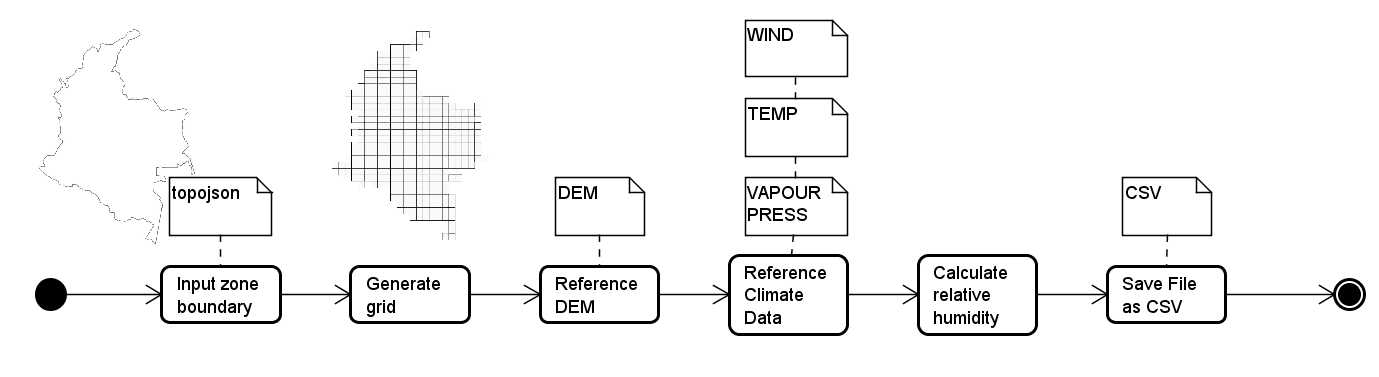 WIND
TEMP
topojson
DEM
VAPOUR
PRESS
CSV
Input zone
boundary
Generate
grid
Reference
DEM
Reference
Climate
Data
Calculate
relative
humidity
Save File
as CSV